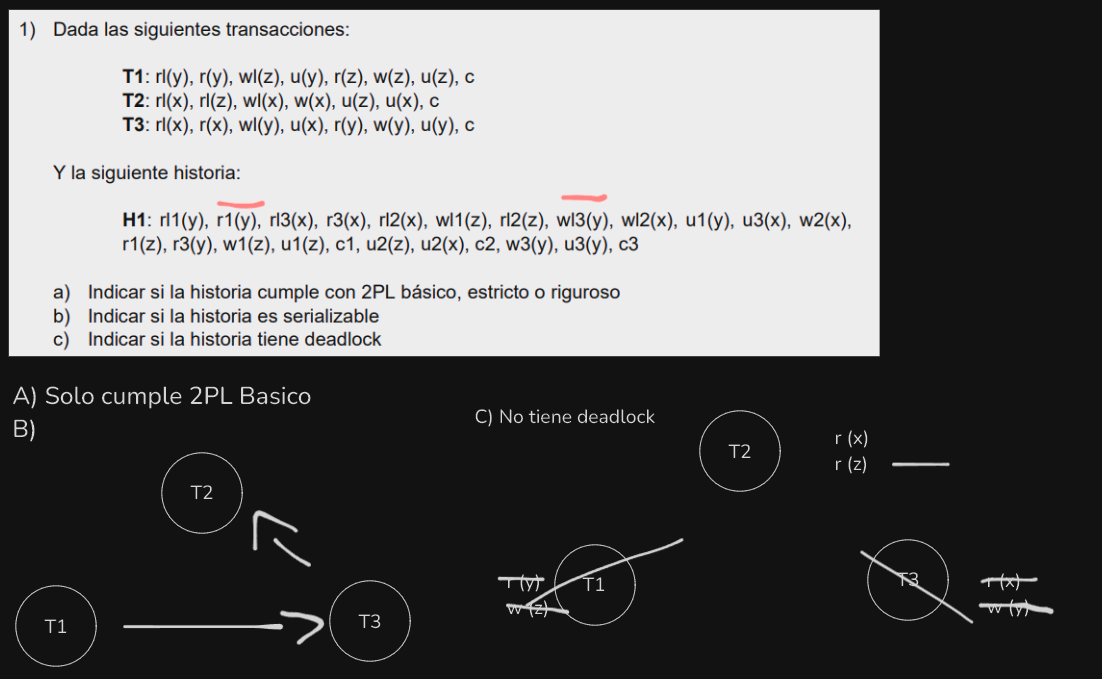 1) Dada las siguientes transacciones:
T1: rl(y), r(y), wl(z), u(y), r(z), w(z), u(z), c
T2: rl(x), rl(z), wl(x), w(x), u(z), u(x), c
T3: rl(x), r(x), wl(y), u(x), r(y), w(y), u(y), c
Y la siguiente historia:
H1: rl1(y), r1(y), rl3(x), r3(x), rl2(x), wl1(z), rl2(z), wl3(y), wl2(x), u1(y), u3(x), w2(x),
r1(z), r3(y), w1(z), u1(z), c1, u2(z), u2(x), c2, w3(y), u3(y), c3
a) Indicar si la historia cumple con 2PL básico, estricto o riguroso
b) Indicar si la historia es serializable
c) Indicar si la historia tiene deadlock
A) Solo cumple 2PL Basico
B)
T2
T1
T3
C) No tiene deadlock
T2
r (x)
r (z)
r (y)
w (z)
T1
T3
r (x)
w (y)